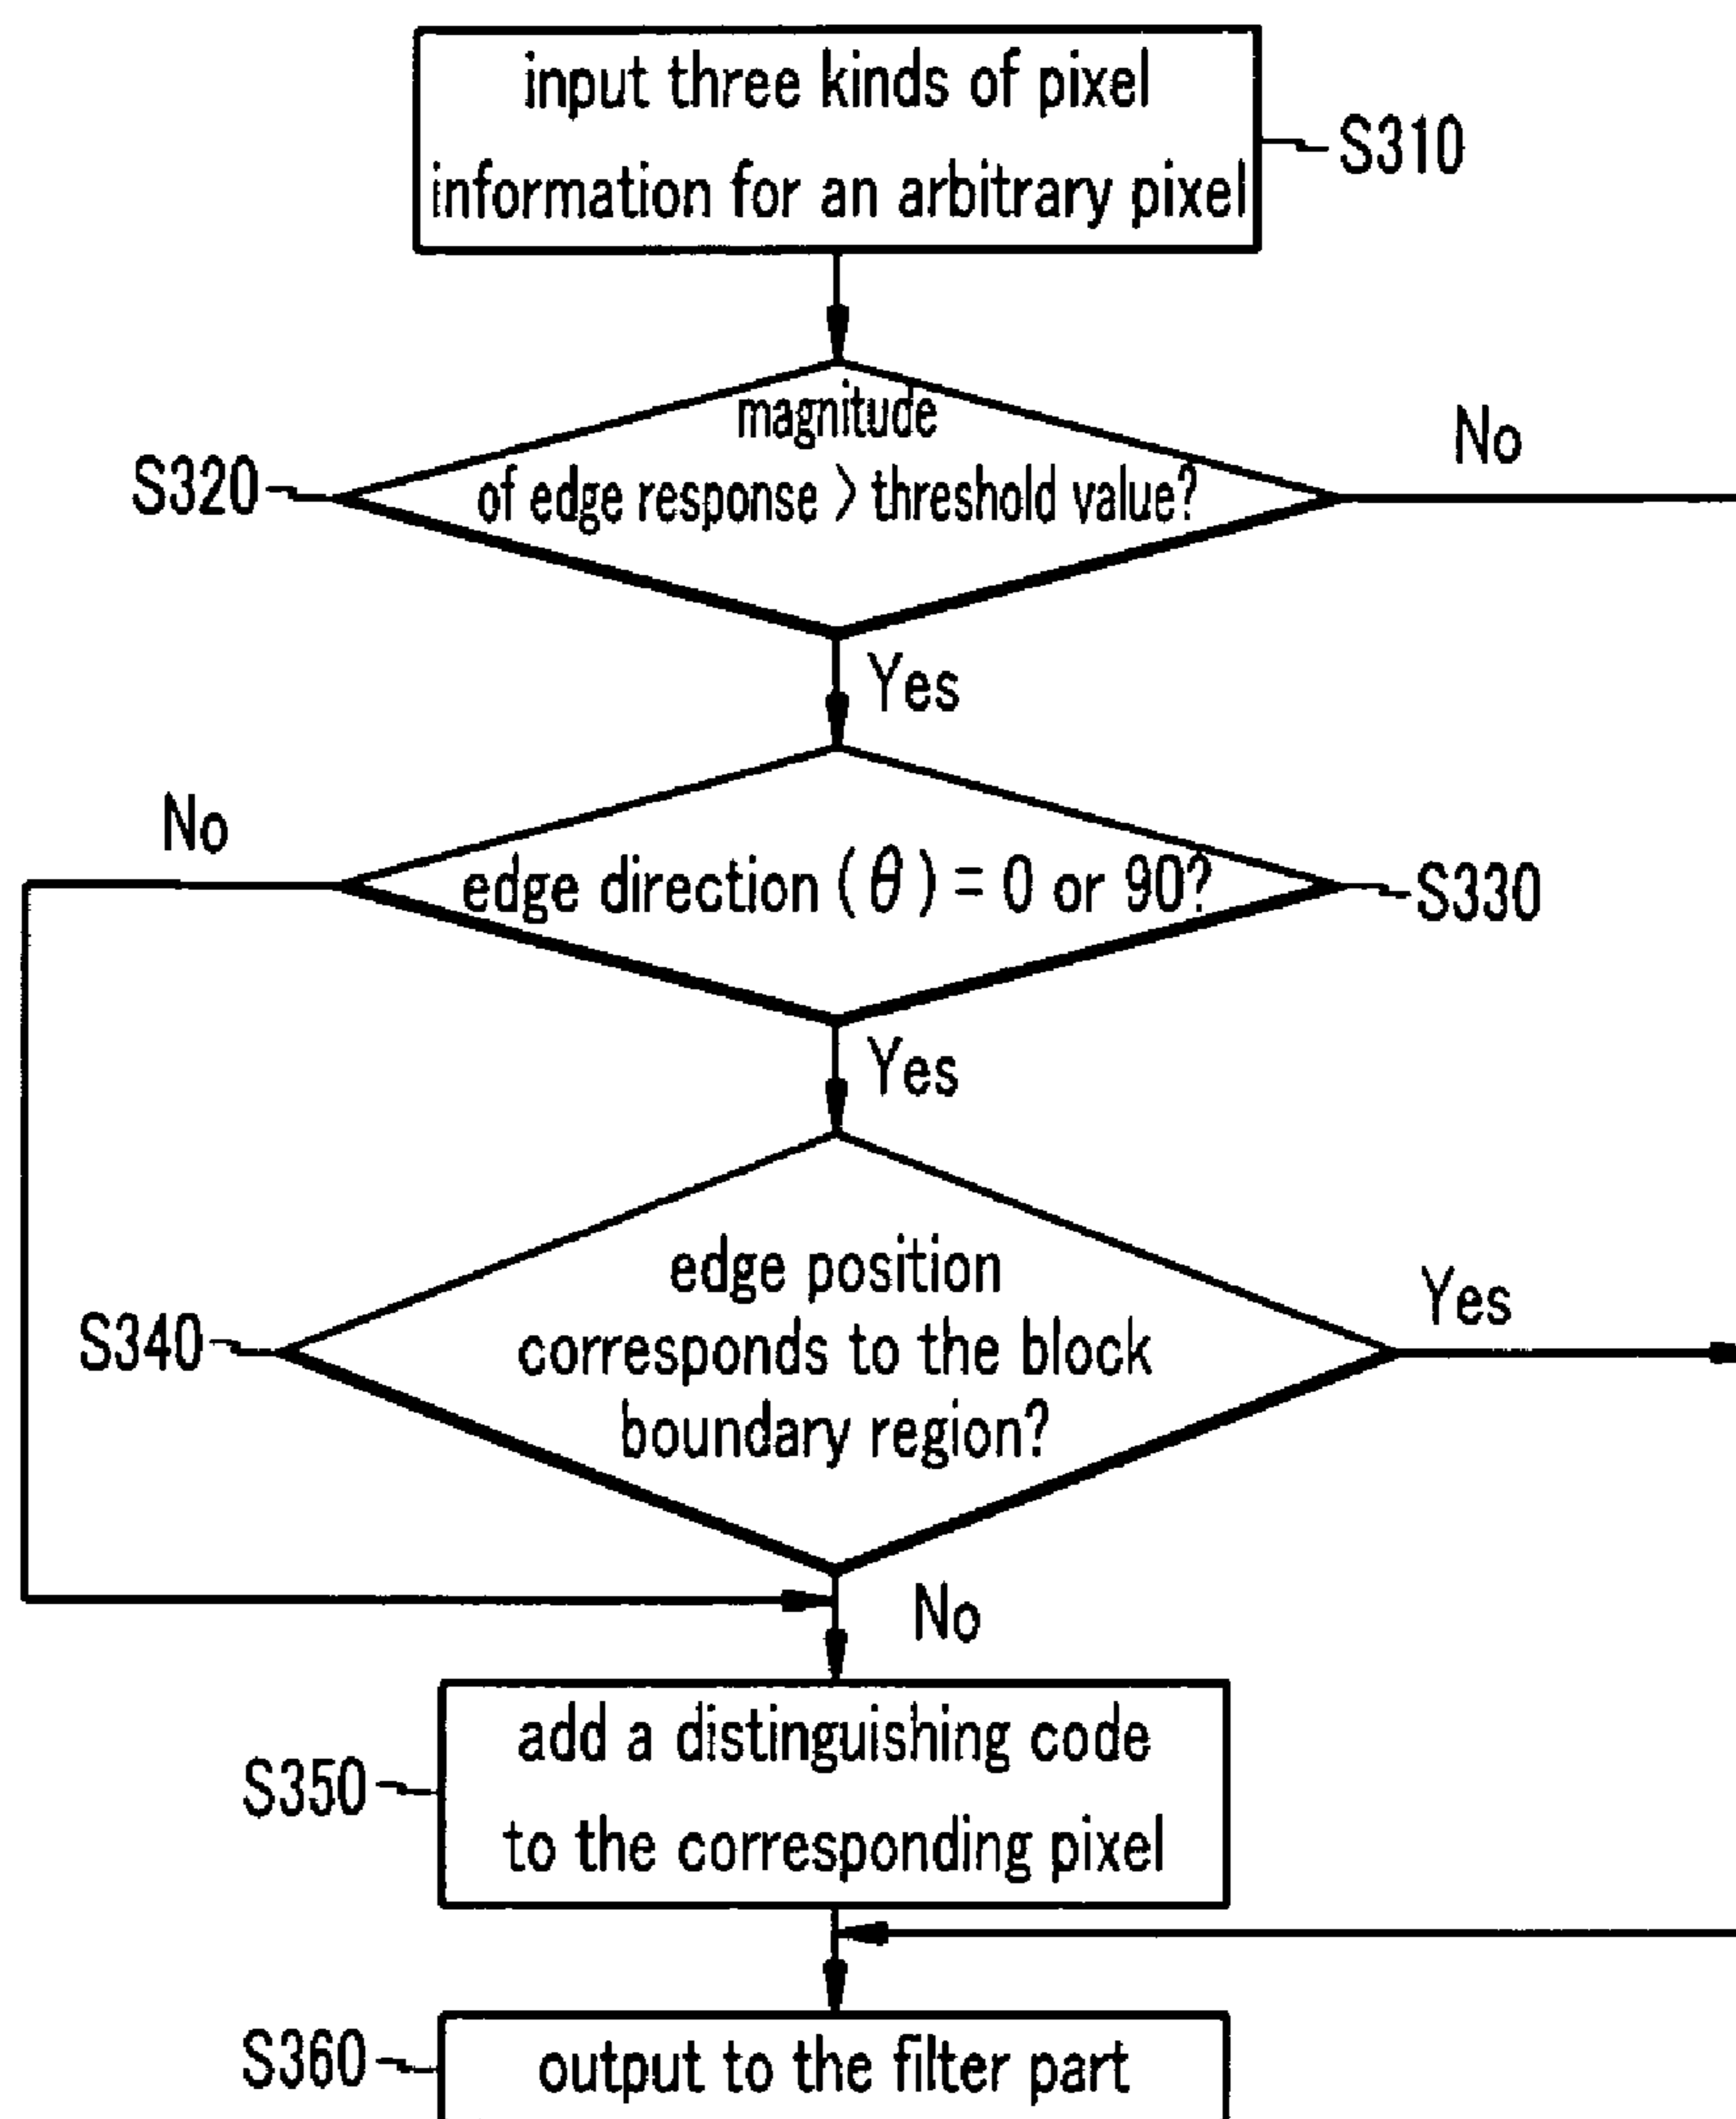 input three kinds of pixel
information for an arbitrary pixel
S310
magnitude
of edge response > threshold value?
S320
No
Yes
edge direction (θ) = 0 or 90?
S330
No
Yes
edge position
corresponds to the block
boundary region?
S340
Yes
No
add a distinguishing code
to the corresponding pixel
S350
output to the filter part
S360